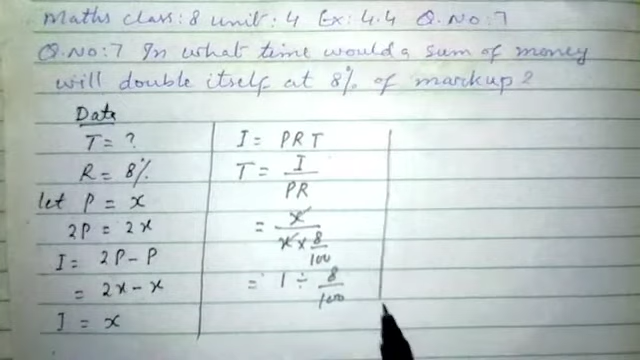 Maths class: 8 unit: 4 Ex: 4.4 Q.No: 7
Q.No: 7 In what time would a sum of money
will double itself at 8% of markup?
Data
T = ?
R = 8%
let P = x
2P = 2x
I = 2P - P
= 2x - x
I = x
I = PRT
T = I / PR
= x / x × 8/100
= 1 ÷ 8/100